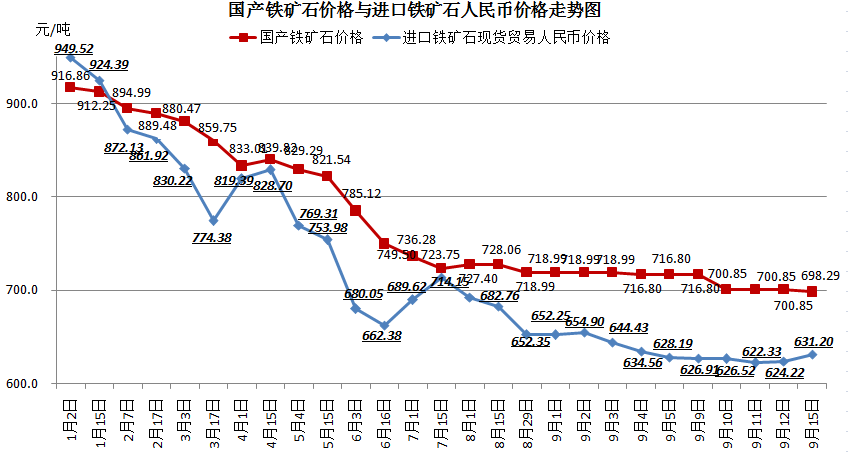 国产铁矿石价格与进口铁矿石人民币价格走势图
元/吨
国产铁矿石价格 进口铁矿石现货贸易人民币价格
949.52
924.39
916.86
912.25
894.99
880.47
889.48
859.75
872.13
861.92
833.03
839.82
829.29
821.54
830.22
819.39
828.70
785.12
774.38
769.31
753.98
749.50
736.28
723.75
727.40
728.06
718.99
718.99
718.99
718.99
716.80
716.80
716.80
700.85
700.85
700.85
698.29
680.05
662.38
689.62
714.15
682.76
652.35
652.25
654.90
644.43
634.56
628.19
626.91
626.52
622.33
624.22
631.20
900.0
800.0
700.0
600.0
1月2日
1月15日
2月7日
2月17日
3月3日
3月17日
4月1日
4月15日
5月4日
5月15日
6月3日
6月16日
7月1日
7月15日
8月1日
8月15日
8月29日
9月1日
9月2日
9月3日
9月4日
9月5日
9月9日
9月10日
9月11日
9月12日
9月15日